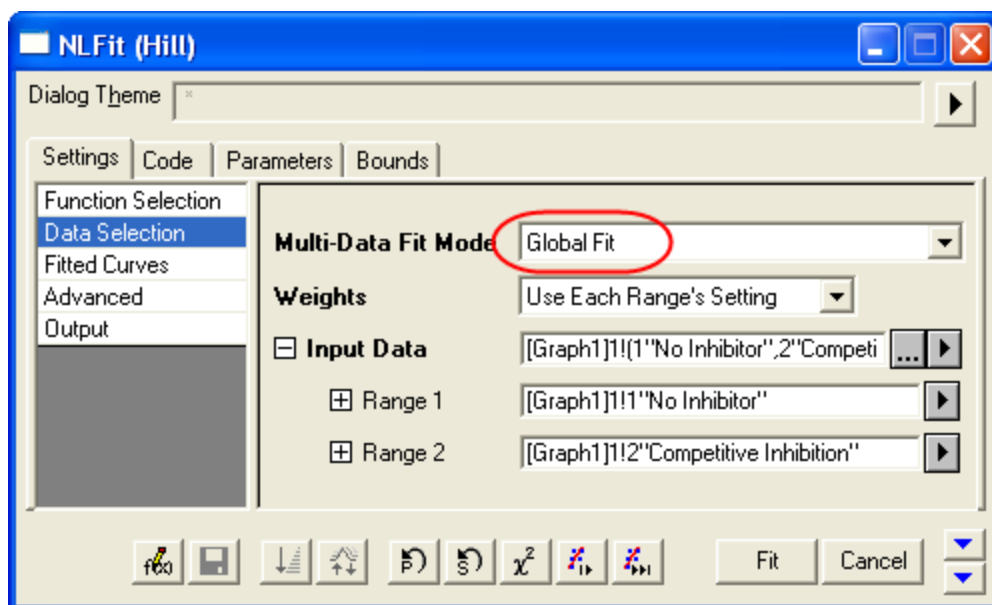 NLFit (Hill)
Dialog Theme *
Settings Code Parameters Bounds
Function Selection
Data Selection
Fitted Curves
Advanced
Output
Multi-Data Fit Mode Global Fit
Weights Use Each Range's Setting
Input Data [Graph1]1!(1"No Inhibitor",2"Competi ...
Range 1 [Graph1]1!1"No Inhibitor"
Range 2 [Graph1]1!2"Competitive Inhibition"
Fit Cancel